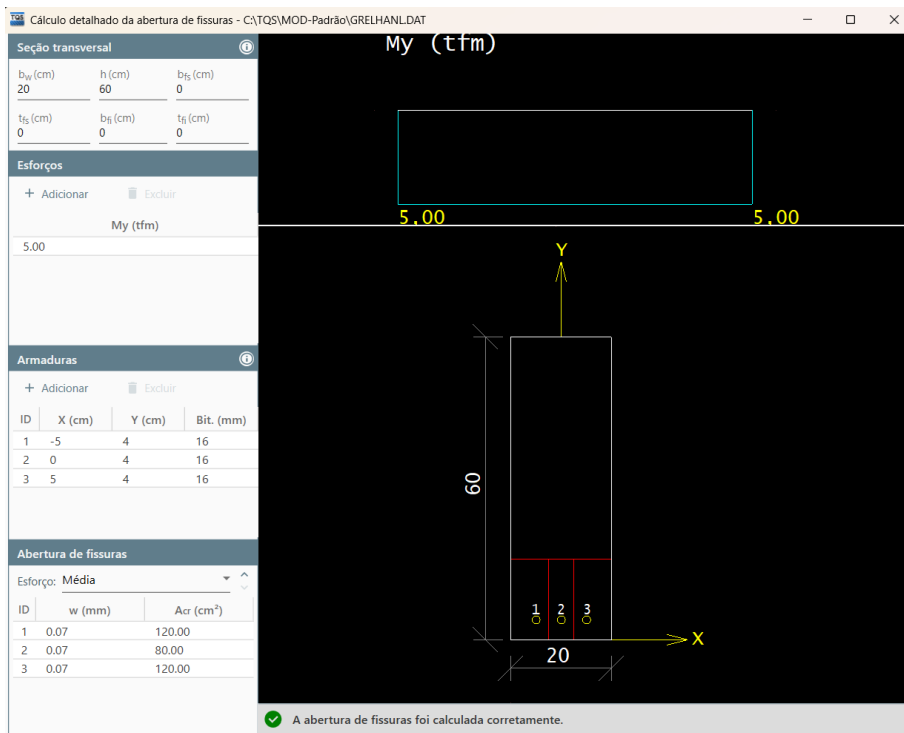 TQS Cálculo detalhado da abertura de fissuras - C:\TQS\MOD-Padrão\GRELHANL.DAT
Seção transversal
bw (cm) h (cm) bfs (cm)
20 60 0
tfs (cm) bfi (cm) tfi (cm)
0 0 0
Esforços
+ Adicionar Excluir
My (tfm)
5.00
Armaduras
+ Adicionar Excluir
ID X (cm) Y (cm) Bit. (mm)
1 -5 4 16
2 0 4 16
3 5 4 16
Abertura de fissuras
Esforço: Média
ID w (mm) Acr (cm²)
1 0.07 120.00
2 0.07 80.00
3 0.07 120.00
My (tfm)
5.00 5.00
Y
60
1 2 3
X
20
A abertura de fissuras foi calculada corretamente.